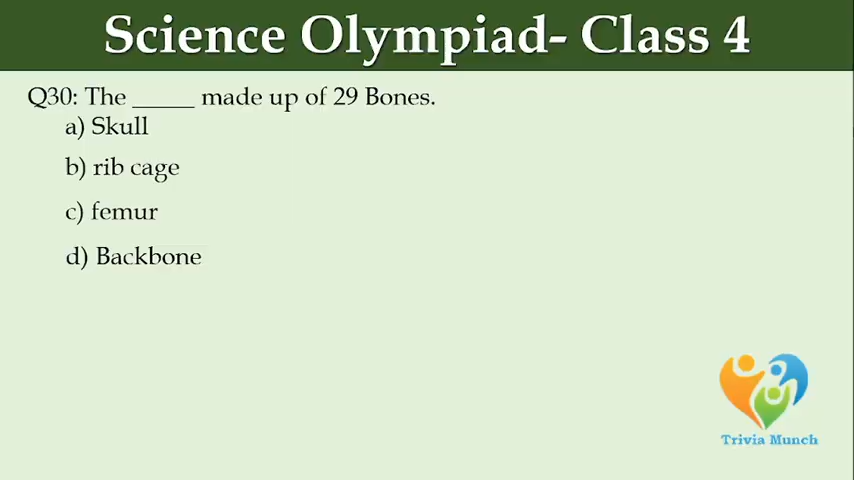 Science Olympiad- Class 4
Q30: The _____ made up of 29 Bones.
a) Skull
b) rib cage
c) femur
d) Backbone
Trivia Munch